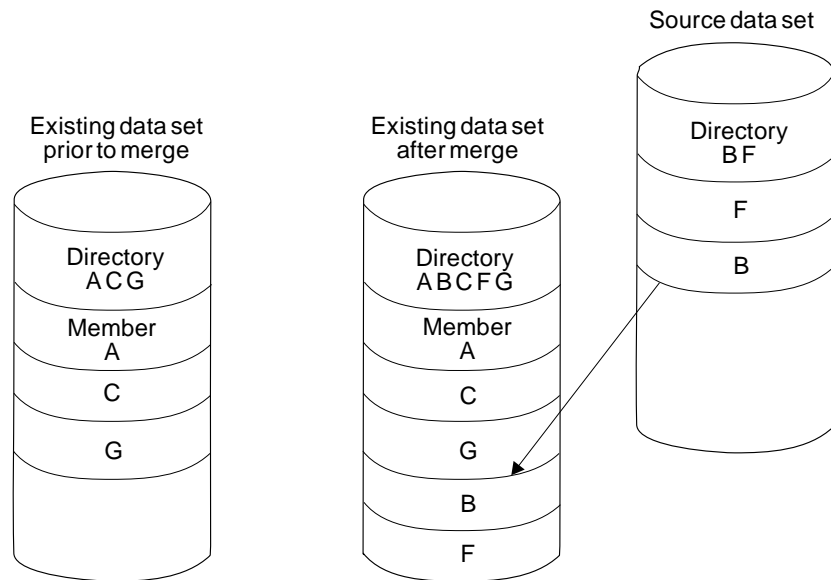 Existing data set
prior to merge
Directory
A C G
Member
A
C
G
Existing data set
after merge
Directory
A B C F G
Member
A
C
G
B
F
Source data set
Directory
B F
F
B